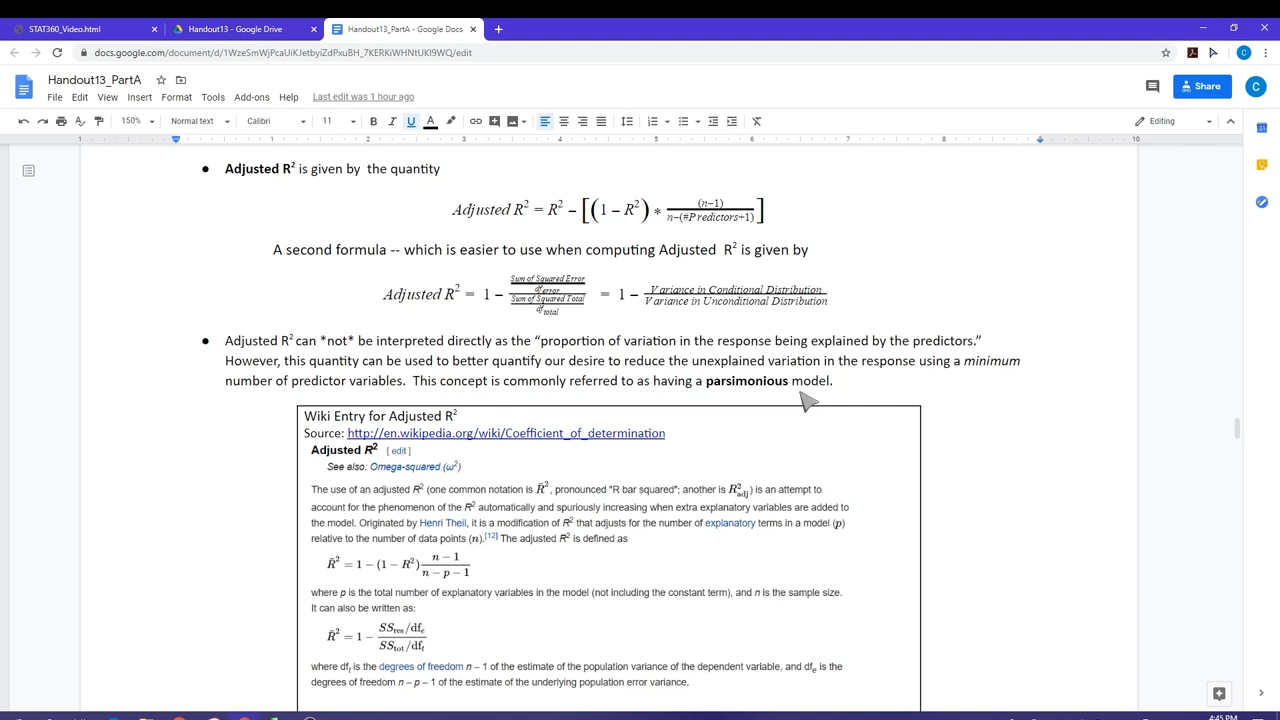 STAT360_Video.html
Handout13 - Google Drive
Handout13_PartA - Google Docs
docs.google.com/document/d/1WzeSmWjPcaUiKJetbyiZdPxuBH_7KERKiWHNtUKl9WQ/edit
C
Handout13_PartA
File Edit View Insert Format Tools Add-ons Help Last edit was 1 hour ago
Share
C
150% Normal text Calibri 11 B I U A Editing
1 1 2 3 4 5 6 7 8 9 10
● Adjusted R² is given by the quantity
Adjusted R² = R² − [(1 − R²) * (n−1) / n−(#Predictors+1)]
A second formula -- which is easier to use when computing Adjusted R² is given by
Adjusted R² = 1 − (Sum of Squared Error / df error) / (Sum of Squared Total / df total) = 1 − Variance in Conditional Distribution / Variance in Unconditional Distribution
● Adjusted R² can *not* be interpreted directly as the “proportion of variation in the response being explained by the predictors.”
However, this quantity can be used to better quantify our desire to reduce the unexplained variation in the response using a minimum
number of predictor variables. This concept is commonly referred to as having a parsimonious model.
Wiki Entry for Adjusted R²
Source: http://en.wikipedia.org/wiki/Coefficient_of_determination
Adjusted R² [ edit ]
See also: Omega-squared (ω²)
The use of an adjusted R² (one common notation is R̄², pronounced "R bar squared"; another is R²adj) is an attempt to
account for the phenomenon of the R² automatically and spuriously increasing when extra explanatory variables are added to
the model. Originated by Henri Theil, it is a modification of R² that adjusts for the number of explanatory terms in a model (p)
relative to the number of data points (n).[12] The adjusted R² is defined as
R̄² = 1 − (1 − R²) n − 1 / n − p − 1
where p is the total number of explanatory variables in the model (not including the constant term), and n is the sample size.
It can also be written as:
R̄² = 1 − SSres/dfe / SStot/dft
where dft is the degrees of freedom n – 1 of the estimate of the population variance of the dependent variable, and dfe is the
degrees of freedom n – p – 1 of the estimate of the underlying population error variance.
4:45 PM